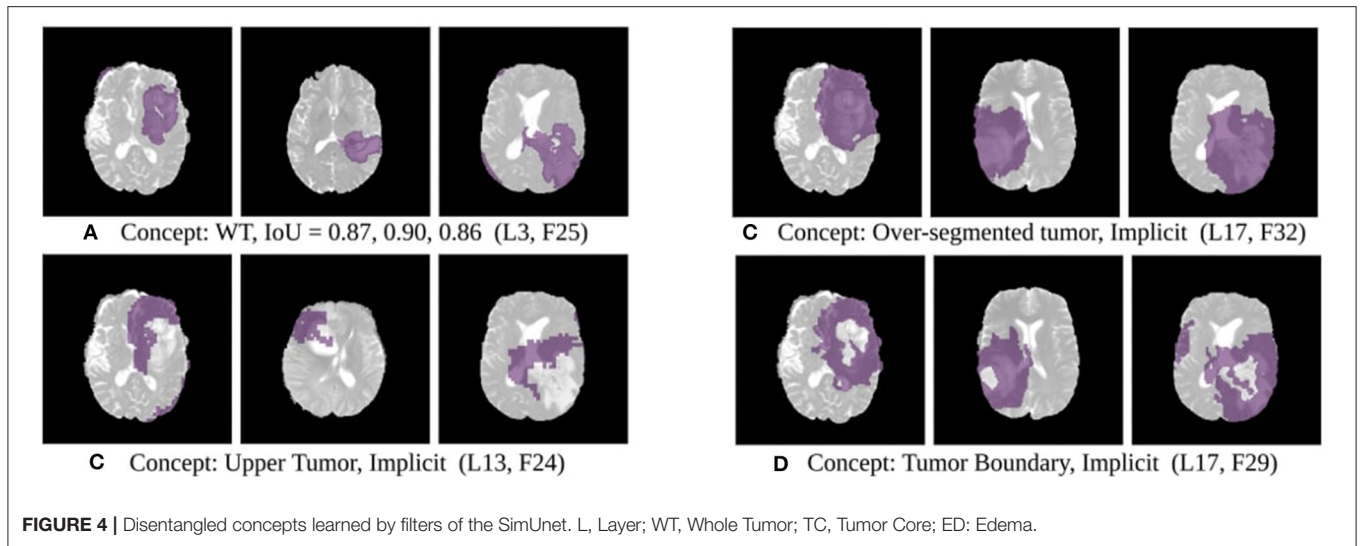 A Concept: WT, IoU = 0.87, 0.90, 0.86 (L3, F25)
C Concept: Over-segmented tumor, Implicit (L17, F32)
C Concept: Upper Tumor, Implicit (L13, F24)
D Concept: Tumor Boundary, Implicit (L17, F29)
FIGURE 4 | Disentangled concepts learned by filters of the SimUnet. L, Layer; WT, Whole Tumor; TC, Tumor Core; ED: Edema.